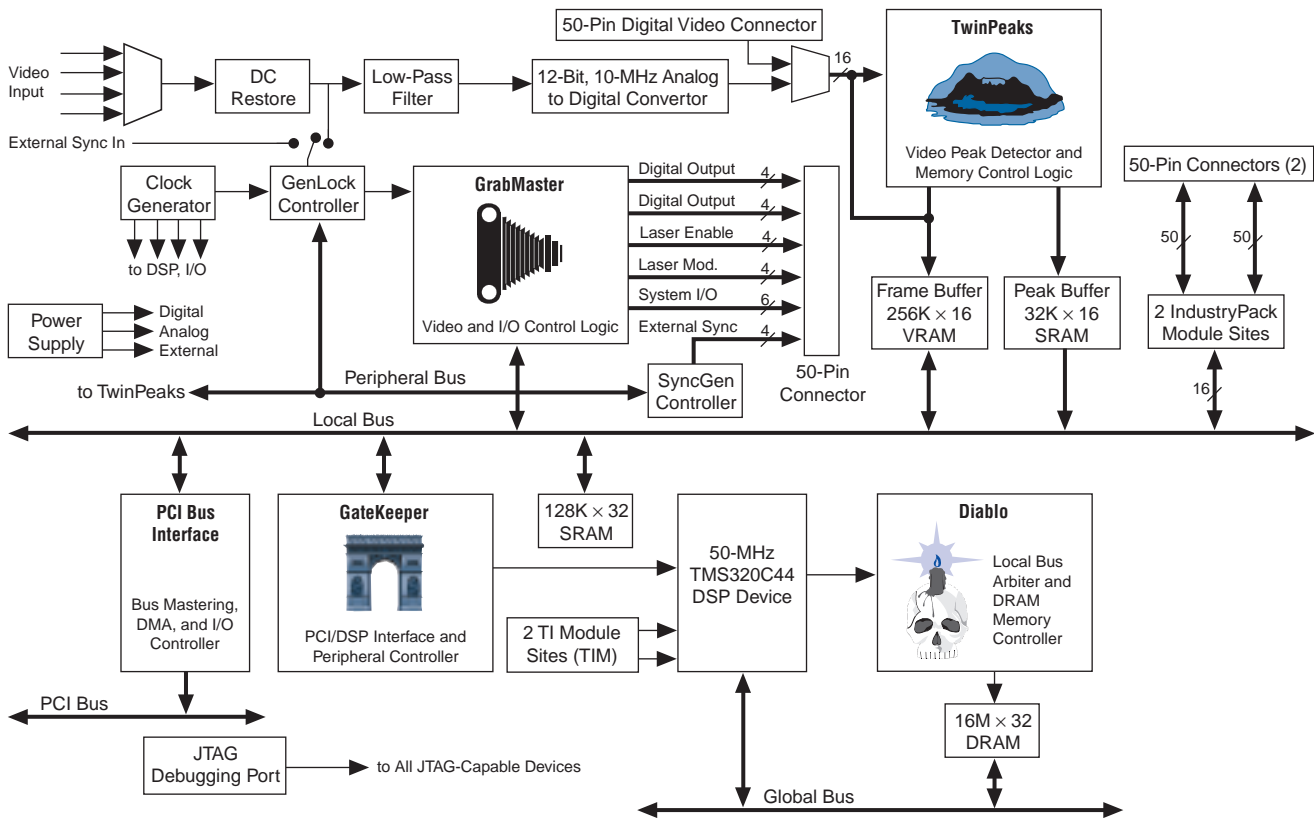 50-Pin Digital Video Connector
TwinPeaks
Video
Input
DC
Restore
Low-Pass
Filter
12-Bit, 10-MHz Analog
to Digital Convertor
16
External Sync In
Video Peak Detector and
Memory Control Logic
50-Pin Connectors (2)
Clock
Generator
GenLock
Controller
GrabMaster
Digital Output
4
Digital Output
4
Laser Enable
4
Laser Mod.
4
System I/O
6
External Sync
4
50
50
to DSP, I/O
Video and I/O Control Logic
Power
Supply
Digital
Analog
External
Frame Buffer
256K × 16
VRAM
Peak Buffer
32K × 16
SRAM
2 IndustryPack
Module Sites
to TwinPeaks
Peripheral Bus
SyncGen
Controller
50-Pin
Connector
16
Local Bus
PCI Bus
Interface
Bus Mastering,
DMA, and I/O
Controller
GateKeeper
PCI/DSP Interface and
Peripheral Controller
128K × 32
SRAM
2 TI Module
Sites (TIM)
50-MHz
TMS320C44
DSP Device
Diablo
Local Bus
Arbiter and
DRAM
Memory
Controller
PCI Bus
16M × 32
DRAM
JTAG
Debugging Port
to All JTAG-Capable Devices
Global Bus